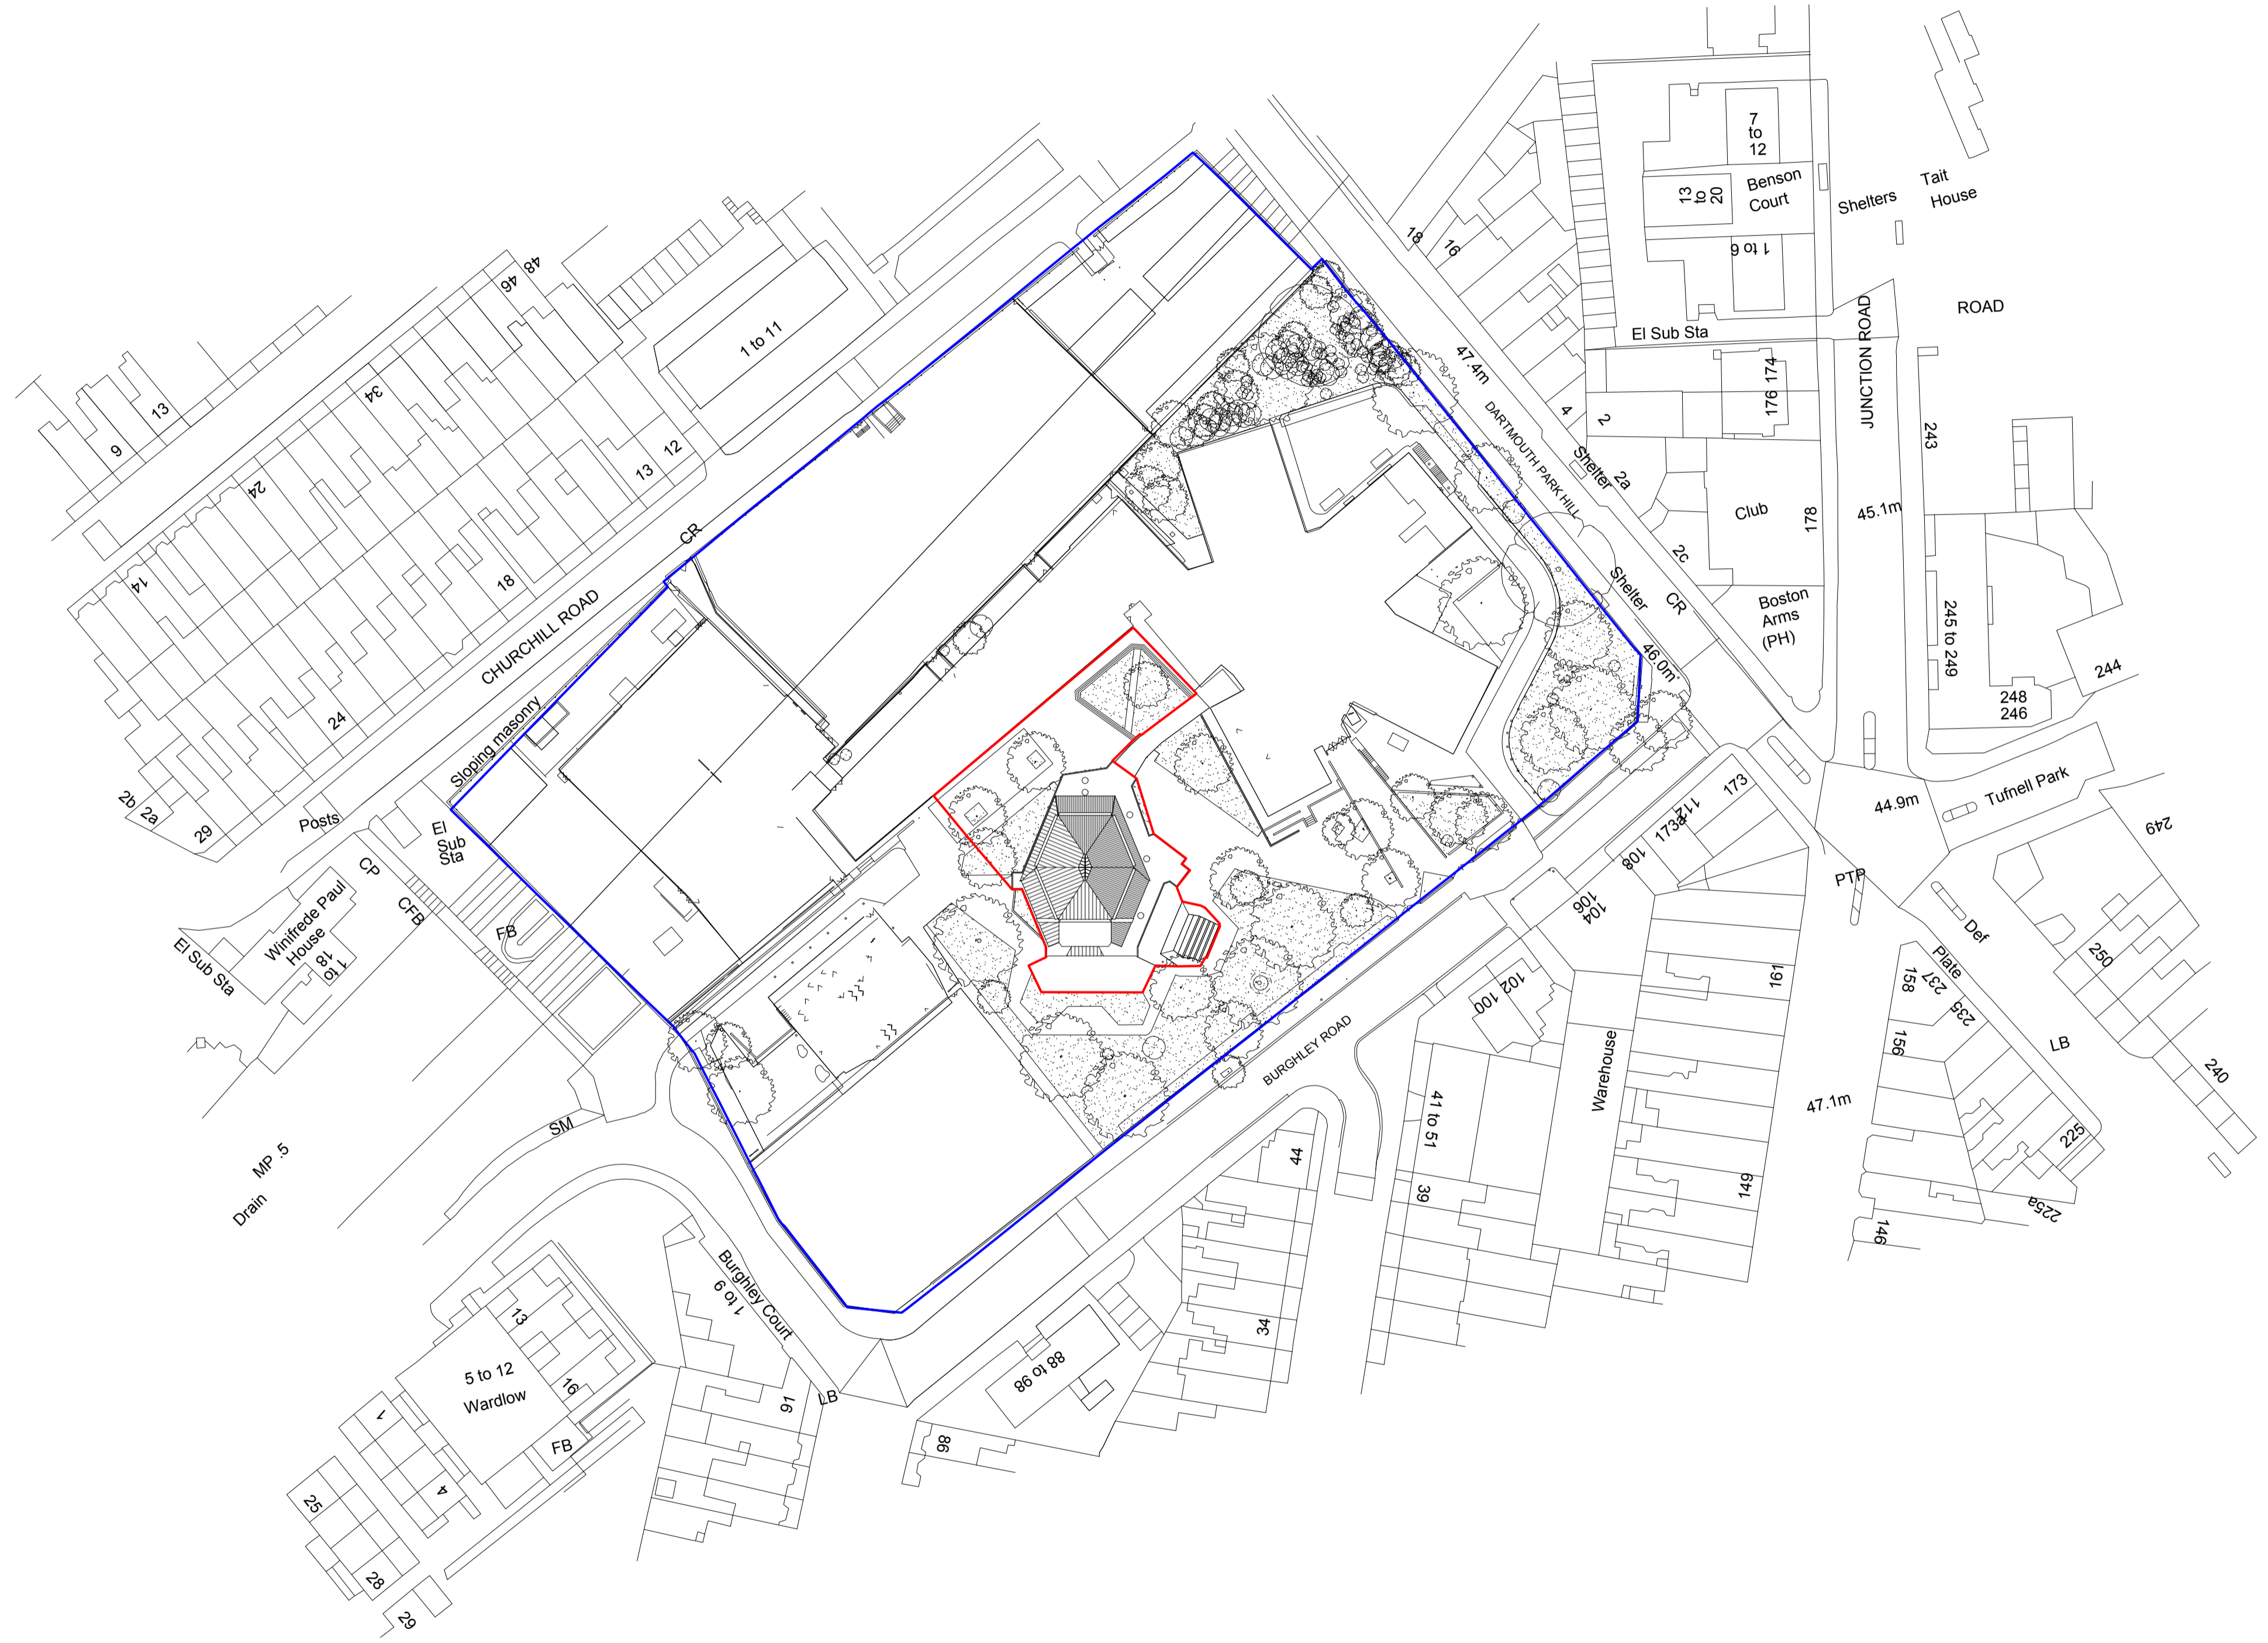 7
to
12
13
to
20
Benson
Court
Shelters
Tait
House
1 to 6
18
16
El Sub Sta
JUNCTION ROAD
ROAD
48
46
34
24
14
1 to 11
13
9
12
13
18
24
29
2a
2b
CR
CHURCHILL ROAD
Sloping masonry
Posts
47.4m
DARTMOUTH PARK HILL
4
2
Shelter
2a
2c
176 174
Club
178
45.1m
243
Shelter
CR
Boston
Arms
(PH)
46.0m
245 to 249
248
246
244
Tufnell Park
44.9m
249
173
112
173a
108
106
104
PTP
Def
Plate
237
235
250
240
LB
El
Sub
Sta
CP
CFB
FB
Winifrede Paul
House
1 to
18
El Sub Sta
SM
MP .5
Drain
BURGHLEY ROAD
102
100
Warehouse
161
158
156
47.1m
225
225a
146
149
41 to 51
39
44
34
Burghley Court
1 to 9
13
16
5 to 12
Wardlow
FB
1
4
25
28
29
91
LB
88 to 98
86